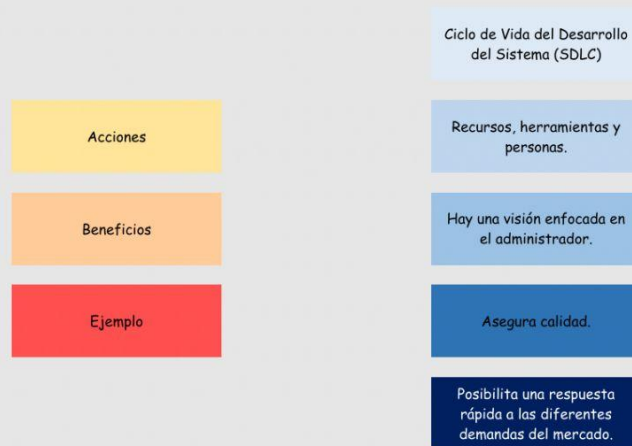 Acciones
Beneficios
Ejemplo
Ciclo de Vida del Desarrollo
del Sistema (SDLC)
Recursos, herramientas y
personas.
Hay una visión enfocada en
el administrador.
Asegura calidad.
Posibilita una respuesta
rápida a las diferentes
demandas del mercado.